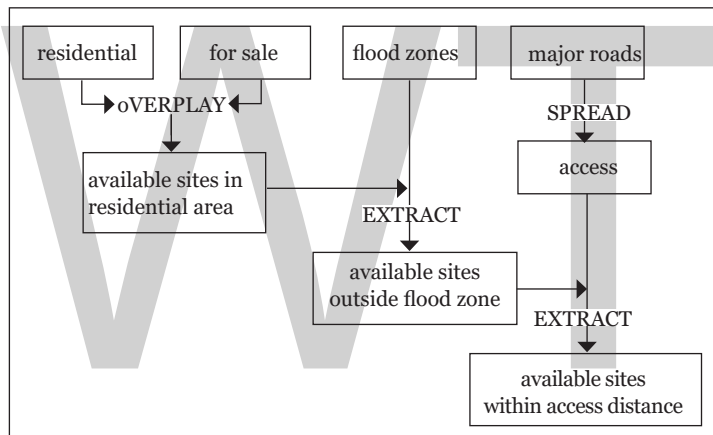 residential
for sale
flood zones
major roads
oVERPLAY
SPREAD
available sites in
residential area
access
EXTRACT
available sites
outside flood zone
EXTRACT
available sites
within access distance
WT